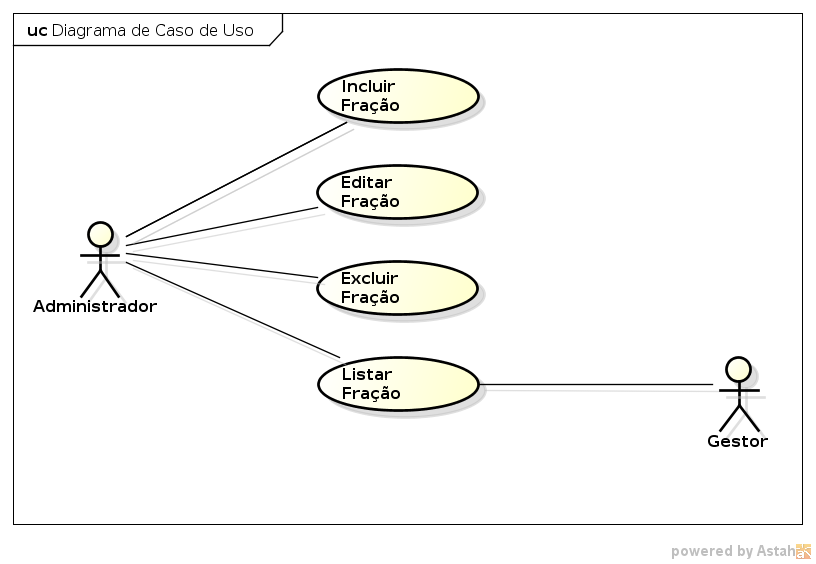 uc Diagrama de Caso de Uso
Incluir
Fração
Editar
Fração
Administrador
Excluir
Fração
Listar
Fração
Gestor
powered by Astah